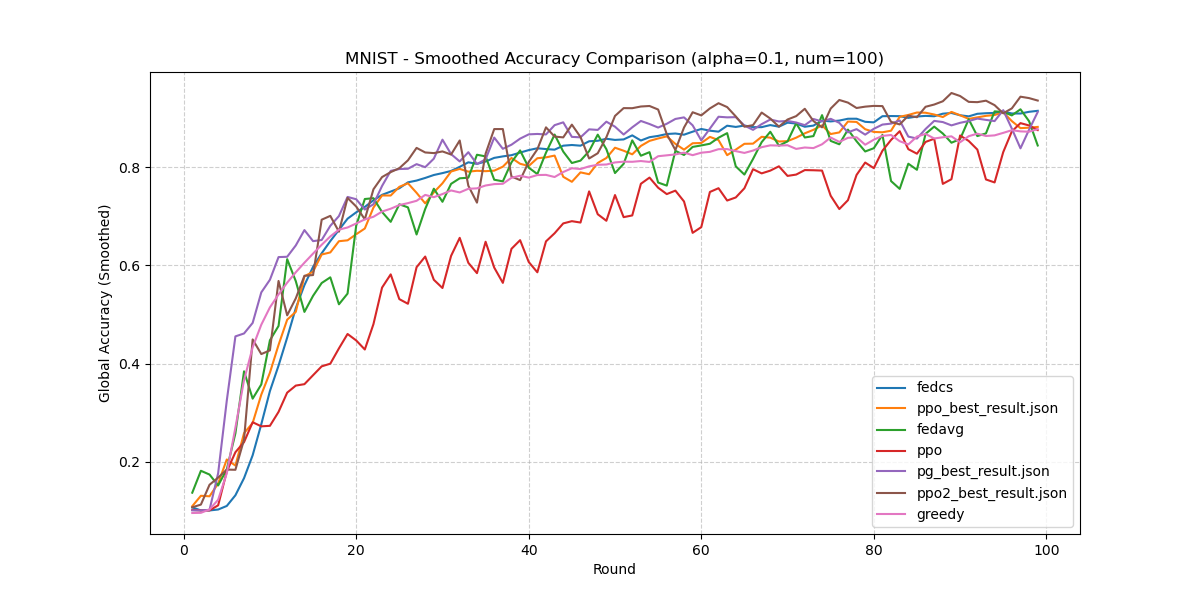 MNIST - Smoothed Accuracy Comparison (alpha=0.1, num=100)
Global Accuracy (Smoothed)
0.8
0.6
0.4
0.2
fedcs
ppo_best_result.json
fedavg
ppo
pg_best_result.json
ppo2_best_result.json
greedy
0 20 40 60 80 100
Round